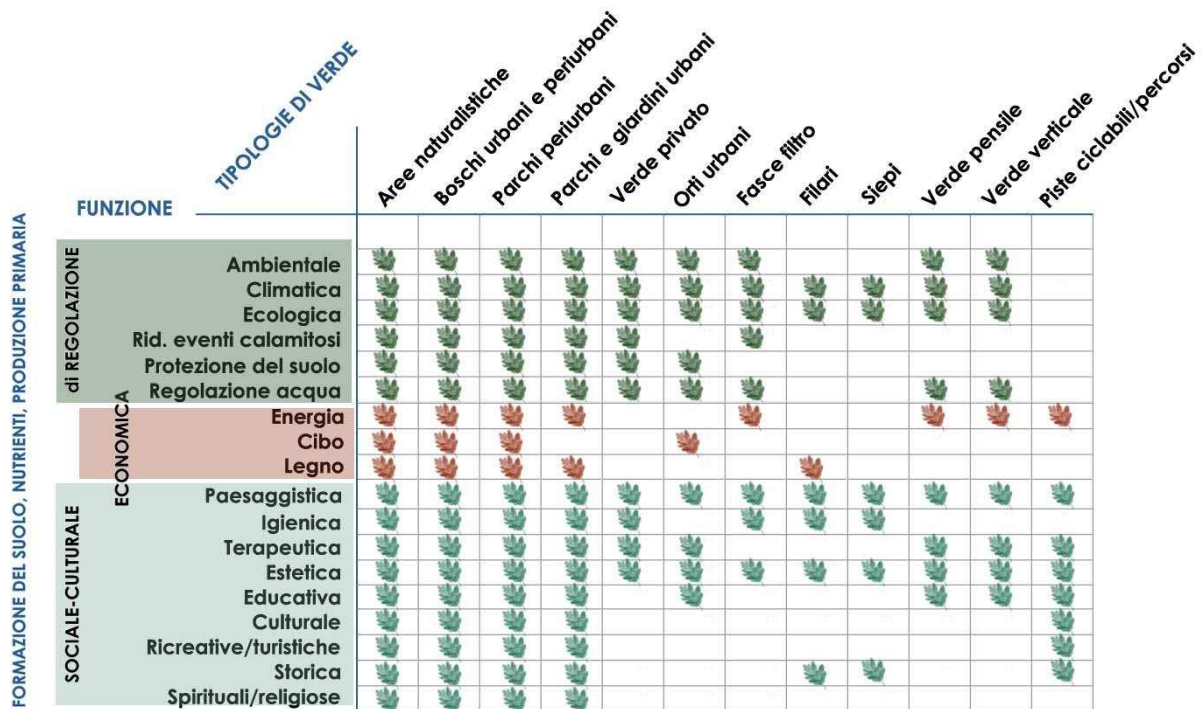 TIPOLOGIE DI VERDE
Aree naturalistiche
Boschi urbani e periurbani
Parchi periurbani
Parchi e giardini urbani
Verde privato
Orti urbani
Fasce filtro
Fillari
Siepi
Verde pensile
Verde verticale
Piste ciclabili/percorsi
FUNZIONE
FORMAZIONE DEL SUOLO, NUTRIENTI, PRODUZIONE PRIMARIA
di REGOLAZIONE
Ambientale
Climatica
Ecologica
Rid. eventi calamitosi
Protezione del suolo
Regolazione acqua
ECONOMICA
Energia
Cibo
Legno
SOCIALE-CULTURALE
Paesaggistica
Igienica
Terapeutica
Estetica
Educativa
Culturale
Ricreative/turistiche
Storica
Spirituali/religiose